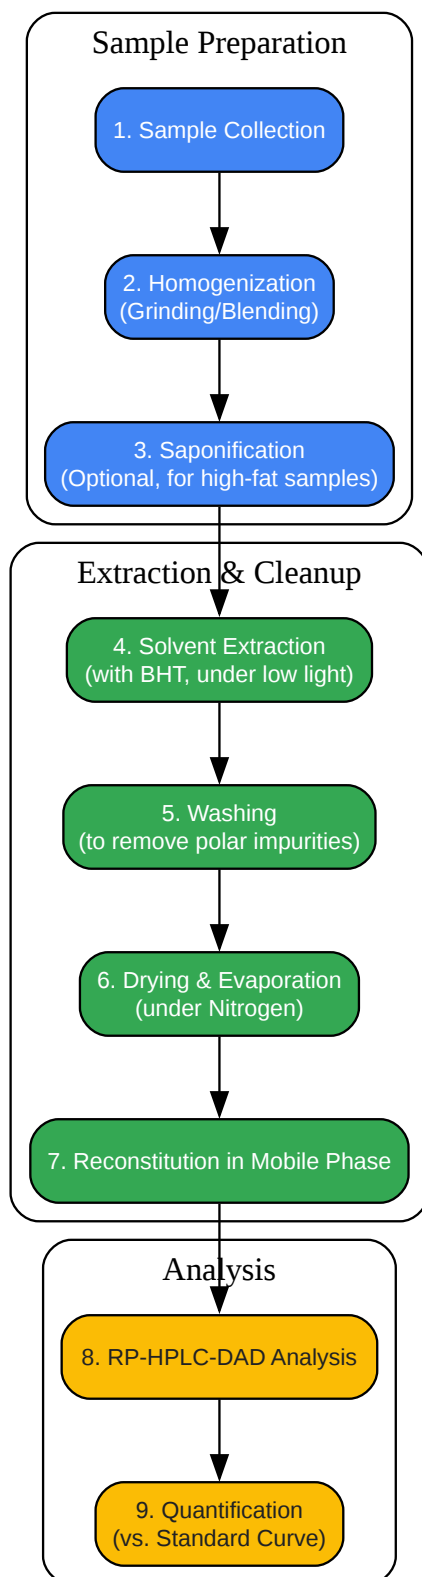 Sample Preparation
1. Sample Collection
2. Homogenization
(Grinding/Blending)
3. Saponification
(Optional, for high-fat samples)
Extraction & Cleanup
4. Solvent Extraction
(with BHT, under low light)
5. Washing
(to remove polar impurities)
6. Drying & Evaporation
(under Nitrogen)
7. Reconstitution in Mobile Phase
Analysis
8. RP-HPLC-DAD Analysis
9. Quantification
(vs. Standard Curve)